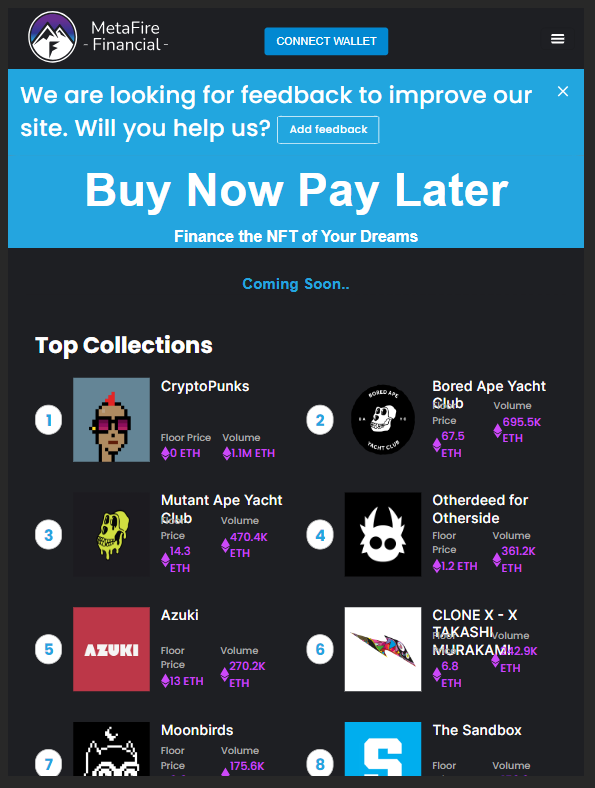 MetaFire
- Financial -
CONNECT WALLET
We are looking for feedback to improve our
site. Will you help us? Add feedback
Buy Now Pay Later
Finance the NFT of Your Dreams
Coming Soon..
Top Collections
1
CryptoPunks
Floor Price Volume
0 ETH 1.1M ETH
2
BORED APE
YACHT CLUB
Bored Ape Yacht
Club
Floor
Price
Volume
67.5
ETH
695.5K
ETH
3
Mutant Ape Yacht
Club
Floor
Price
Volume
14.3
ETH
470.4K
ETH
4
Otherdeed for
Otherside
Floor
Price
Volume
1.2 ETH
361.2K
ETH
5
AZUKI
Azuki
Floor
Price
Volume
13 ETH
270.2K
ETH
6
CLONE X - X
TAKASHI
MURAKAMI
Floor
Price
Volume
6.8
ETH
ETH
7
Moonbirds
Floor
Price
Volume
175.6K
8
S
The Sandbox
Floor
Price
Volume